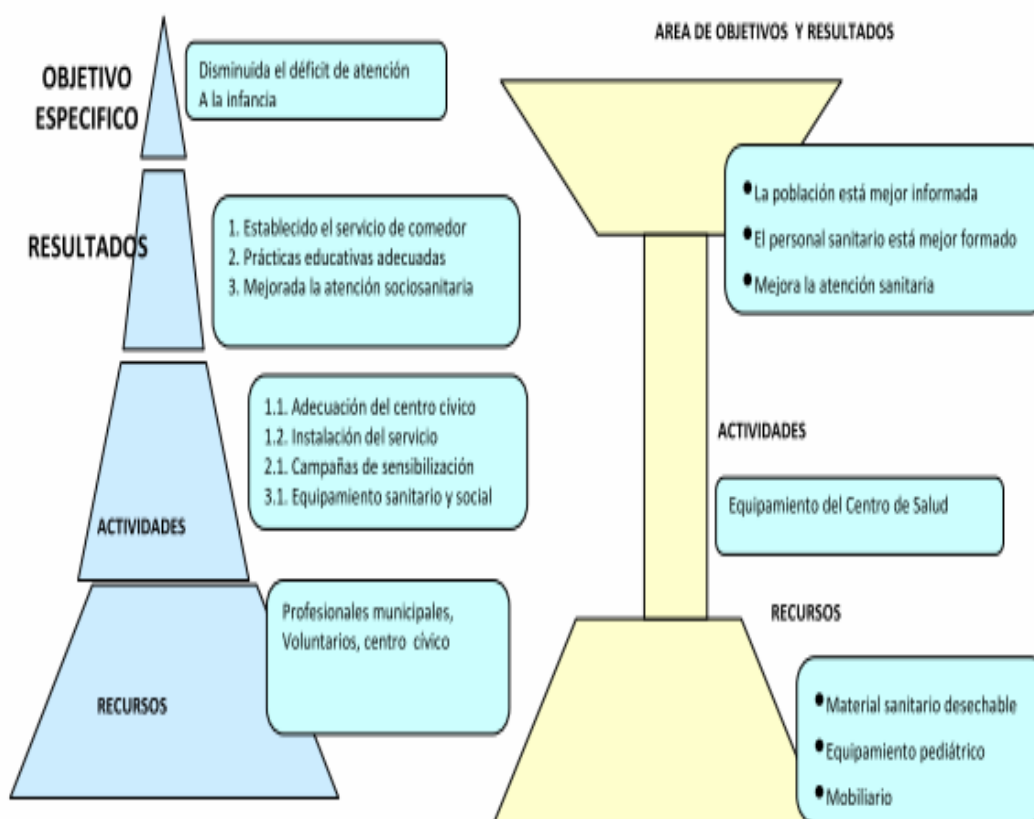 OBJETIVO
ESPECIFICO
Disminuida el déficit de atención
A la infancia
RESULTADOS
1. Establecido el servicio de comedor
2. Prácticas educativas adecuadas
3. Mejorada la atención sociosanitaria
1.1. Adecuación del centro cívico
1.2. Instalación del servicio
2.1. Campañas de sensibilización
3.1. Equipamiento sanitario y social
ACTIVIDADES
Profesionales municipales,
Voluntarios, centro cívico
RECURSOS
AREA DE OBJETIVOS Y RESULTADOS
• La población está mejor informada
• El personal sanitario está mejor formado
• Mejora la atención sanitaria
ACTIVIDADES
Equipamiento del Centro de Salud
RECURSOS
• Material sanitario desechable
• Equipamiento pediátrico
• Mobiliario